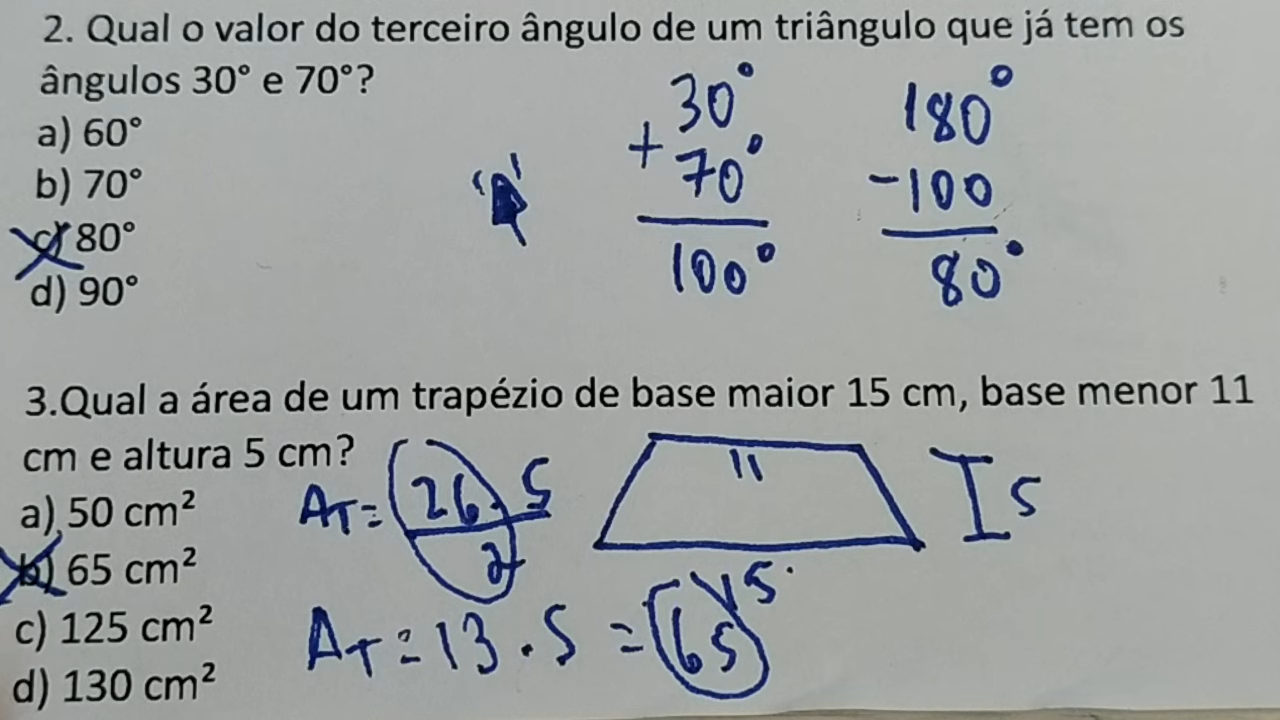 2. Qual o valor do terceiro ângulo de um triângulo que já tem os
ângulos 30° e 70°?
a) 60°
b) 70°
c) 80°
d) 90°
30°
+ 70°
100°
180°
-100
80°
3.Qual a área de um trapézio de base maior 15 cm, base menor 11
cm e altura 5 cm?
a) 50 cm²
b) 65 cm²
c) 125 cm²
d) 130 cm²
AT = 26 . 5
2
11
5
15
AT = 13 . 5 = 65